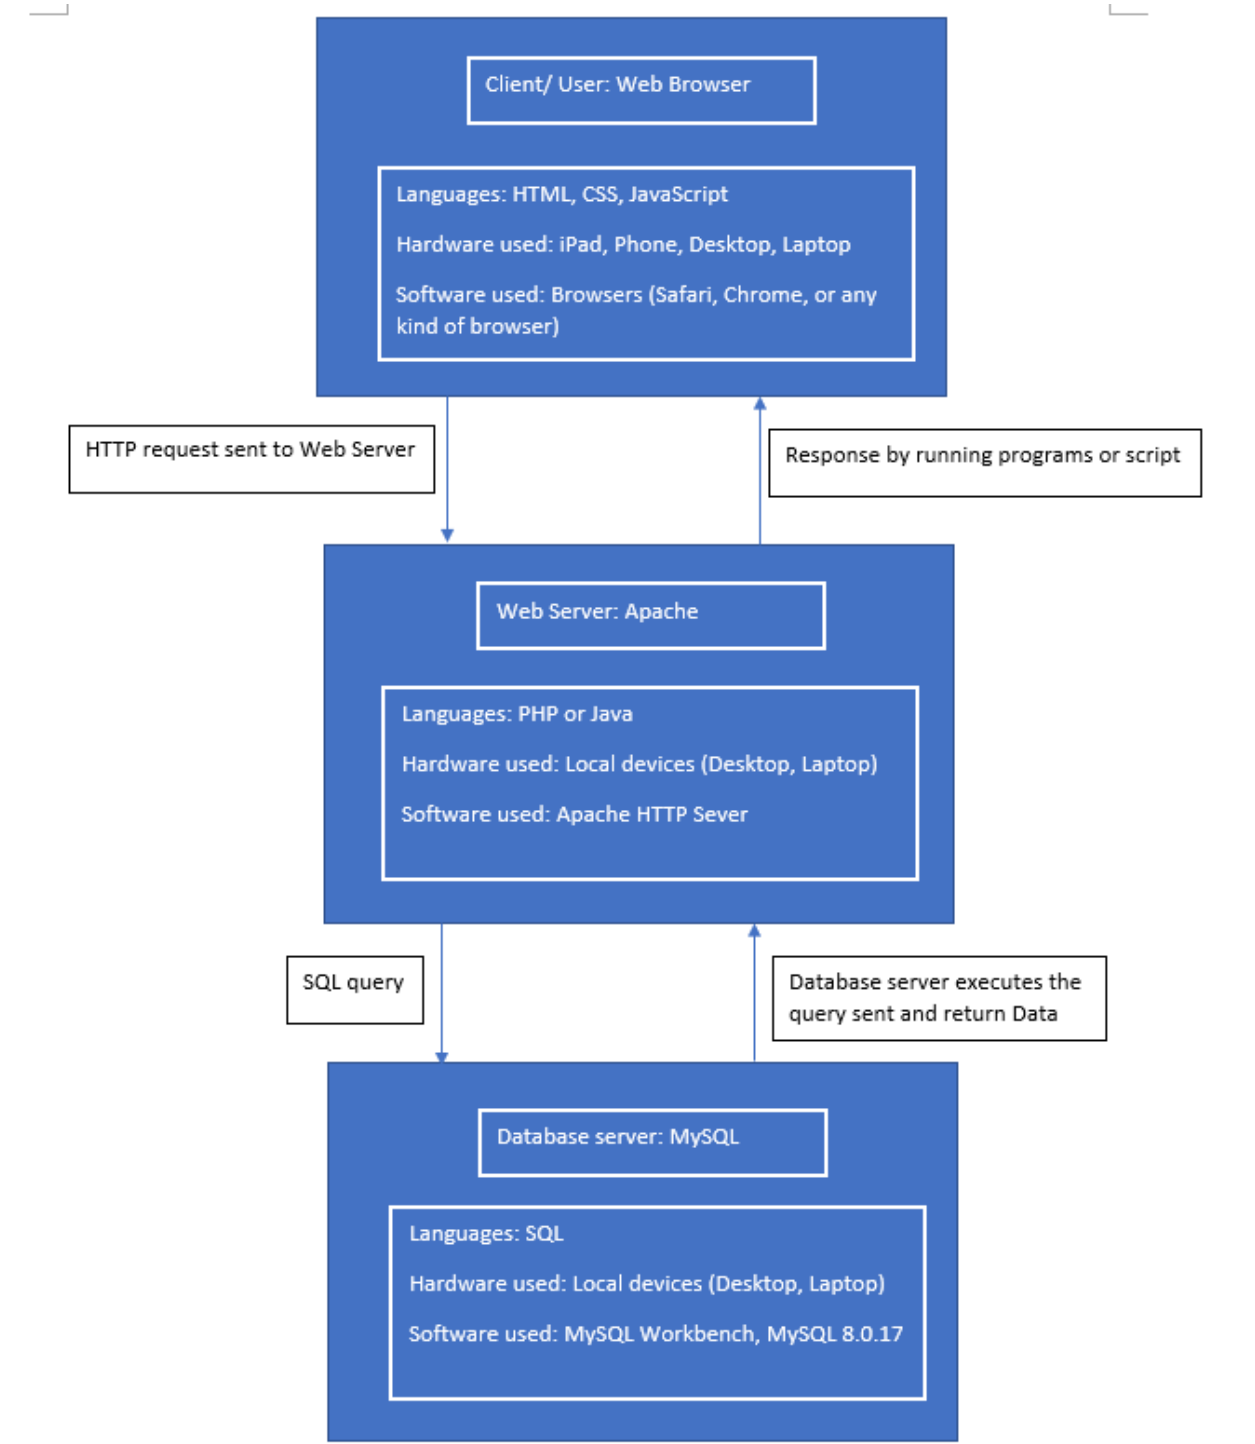 Client/ User: Web Browser
Languages: HTML, CSS, JavaScript
Hardware used: iPad, Phone, Desktop, Laptop
Software used: Browsers (Safari, Chrome, or any
kind of browser)
HTTP request sent to Web Server
Response by running programs or script
Web Server: Apache
Languages: PHP or Java
Hardware used: Local devices (Desktop, Laptop)
Software used: Apache HTTP Sever
SQL query
Database server executes the
query sent and return Data
Database server: MySQL
Languages: SQL
Hardware used: Local devices (Desktop, Laptop)
Software used: MySQL Workbench, MySQL 8.0.17